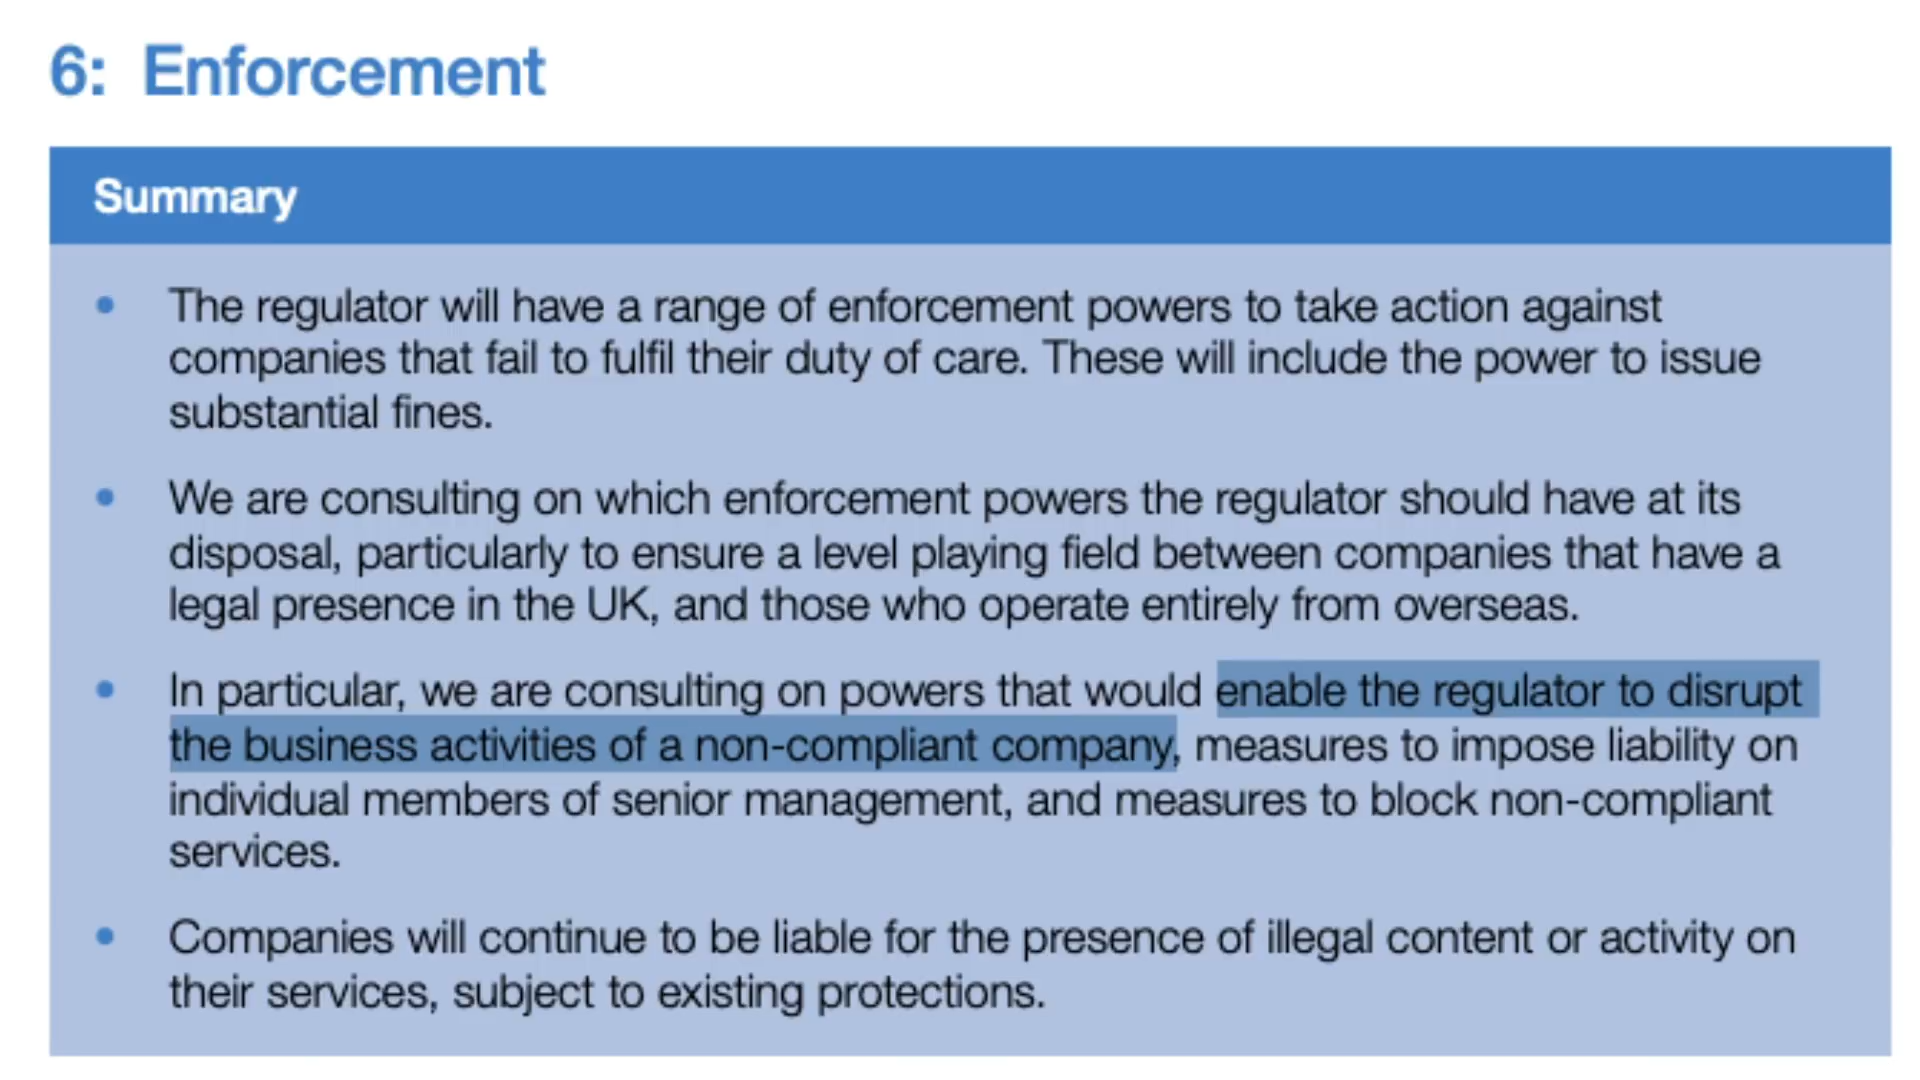 6: Enforcement
Summary
• The regulator will have a range of enforcement powers to take action against
companies that fail to fulfil their duty of care. These will include the power to issue
substantial fines.
• We are consulting on which enforcement powers the regulator should have at its
disposal, particularly to ensure a level playing field between companies that have a
legal presence in the UK, and those who operate entirely from overseas.
• In particular, we are consulting on powers that would enable the regulator to disrupt
the business activities of a non-compliant company, measures to impose liability on
individual members of senior management, and measures to block non-compliant
services.
• Companies will continue to be liable for the presence of illegal content or activity on
their services, subject to existing protections.